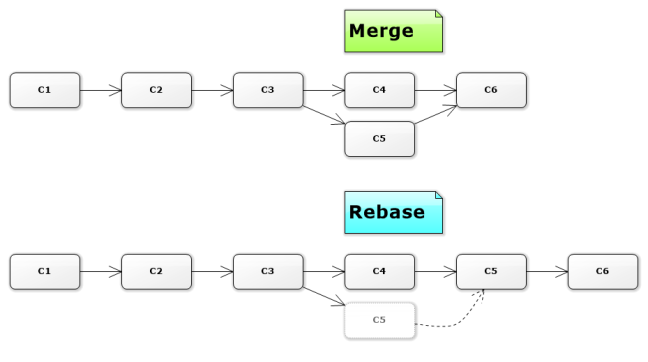 Merge
C1 C2 C3 C4 C6
C5
Rebase
C1 C2 C3 C4 C5 C6
C5